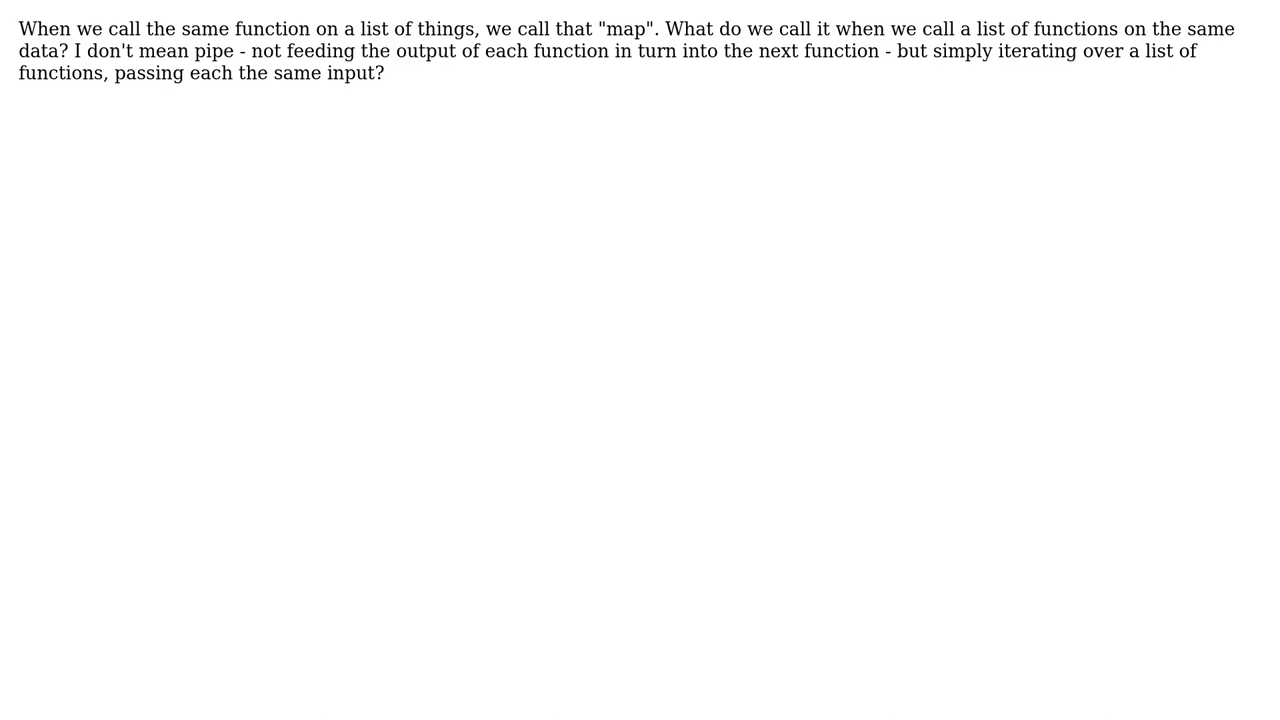 When we call the same function on a list of things, we call that "map". What do we call it when we call a list of functions on the same
data? I don't mean pipe - not feeding the output of each function in turn into the next function - but simply iterating over a list of
functions, passing each the same input?